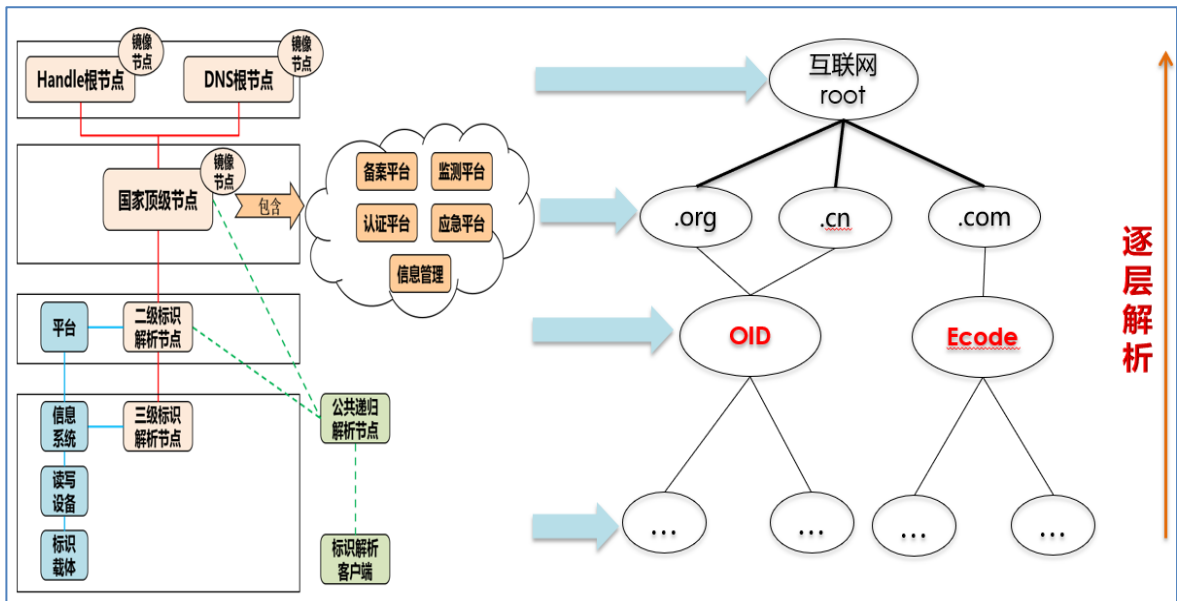 镜像
节点
镜像
节点
Handle根节点
DNS根节点
互联网
root
镜像
节点
国家顶级节点
包含
备案平台
监测平台
认证平台
应急平台
信息管理
.org
.cn
.com
逐层解析
平台
二级标识
解析节点
OID
Ecode
信息
系统
三级标识
解析节点
公共递归
解析节点
读写
设备
标识
载体
标识解析
客户端
...
...
...
...